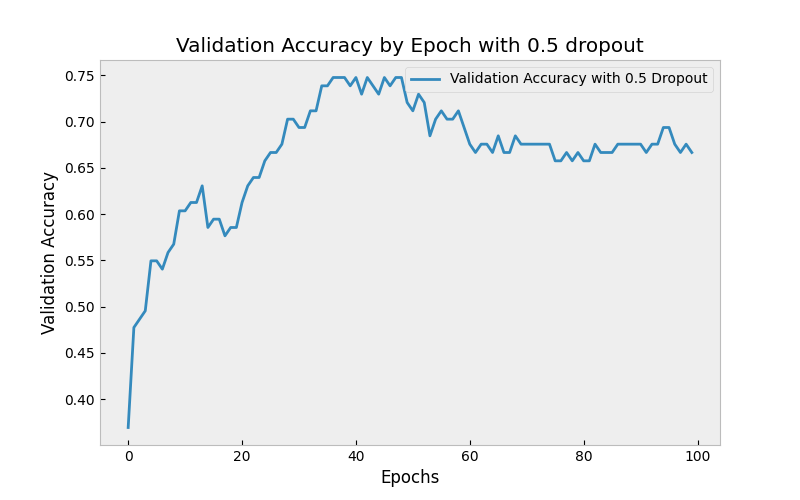 Validation Accuracy by Epoch with 0.5 dropout
Validation Accuracy with 0.5 Dropout
0.75
0.70
0.65
0.60
0.55
0.50
0.45
0.40
Validation Accuracy
0 20 40 60 80 100
Epochs